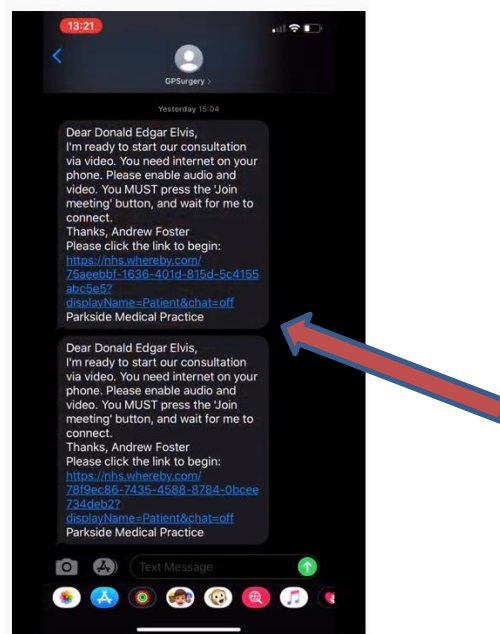 13:21
GPSurgery >
Yesterday 15:04
Dear Donald Edgar Elvis,
I'm ready to start our consultation
via video. You need internet on your
phone. Please enable audio and
video. You MUST press the 'Join
meeting' button, and wait for me to
connect.
Thanks, Andrew Foster
Please click the link to begin:
https://nhs.whereby.com/
75aeebbf-1636-401d-815d-5c4155
abc5e5?
displayName=Patient&chat=off
Parkside Medical Practice
Dear Donald Edgar Elvis,
I'm ready to start our consultation
via video. You need internet on your
phone. Please enable audio and
video. You MUST press the 'Join
meeting' button, and wait for me to
connect.
Thanks, Andrew Foster
Please click the link to begin:
https://nhs.whereby.com/
78f9ec86-7435-4588-8784-0bcee
734deb2?
displayName=Patient&chat=off
Parkside Medical Practice
Text Message